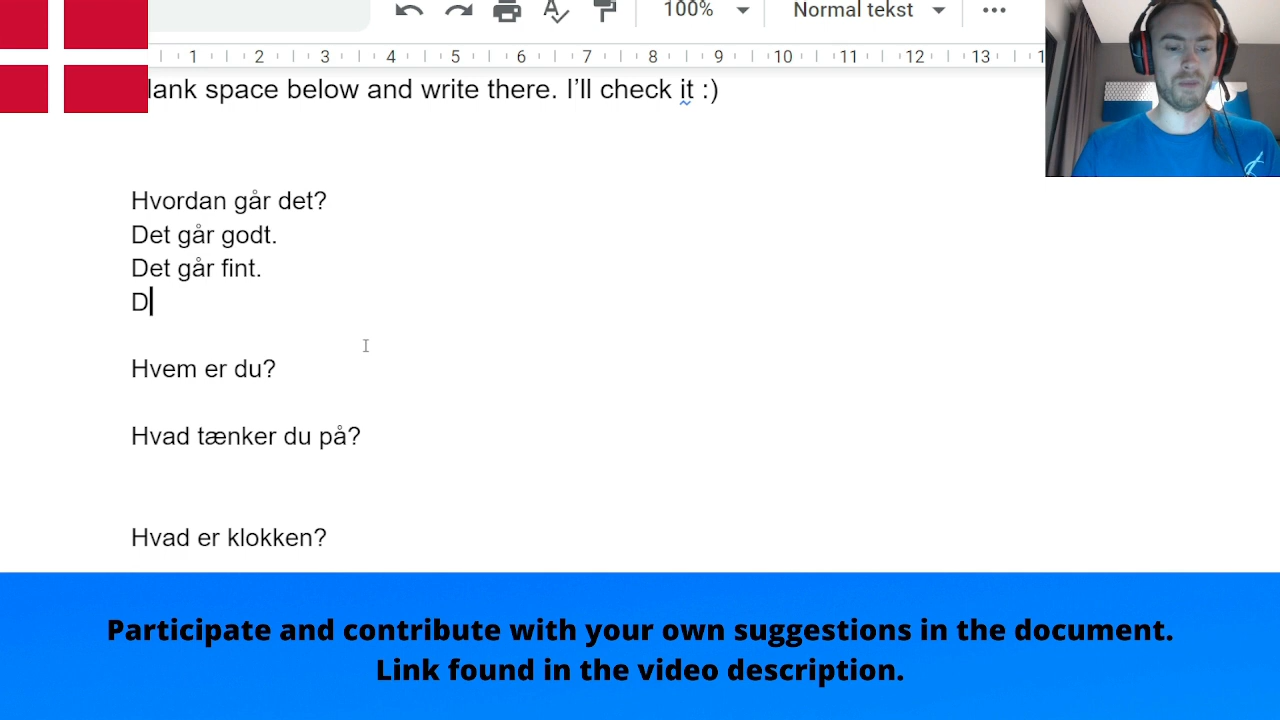 100% Normal tekst
1 2 3 4 5 6 7 8 9 10 11 12 13 1
lank space below and write there. I’ll check it :)
Hvordan går det?
Det går godt.
Det går fint.
D
Hvem er du?
Hvad tænker du på?
Hvad er klokken?
Participate and contribute with your own suggestions in the document.
Link found in the video description.